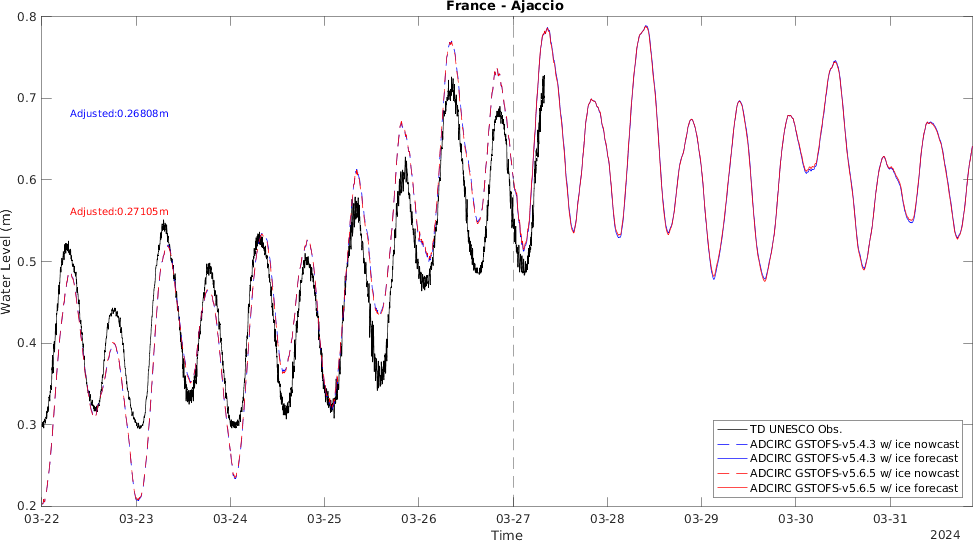 France - Ajaccio
0.8
0.7
0.6
0.5
0.4
0.3
0.2
Water Level (m)
Adjusted:0.26808m
Adjusted:0.27105m
TD UNESCO Obs.
ADCIRC GSTOFS-v5.4.3 w/ ice nowcast
ADCIRC GSTOFS-v5.4.3 w/ ice forecast
ADCIRC GSTOFS-v5.6.5 w/ ice nowcast
ADCIRC GSTOFS-v5.6.5 w/ ice forecast
03-22 03-23 03-24 03-25 03-26 03-27 03-28 03-29 03-30 03-31
Time
2024